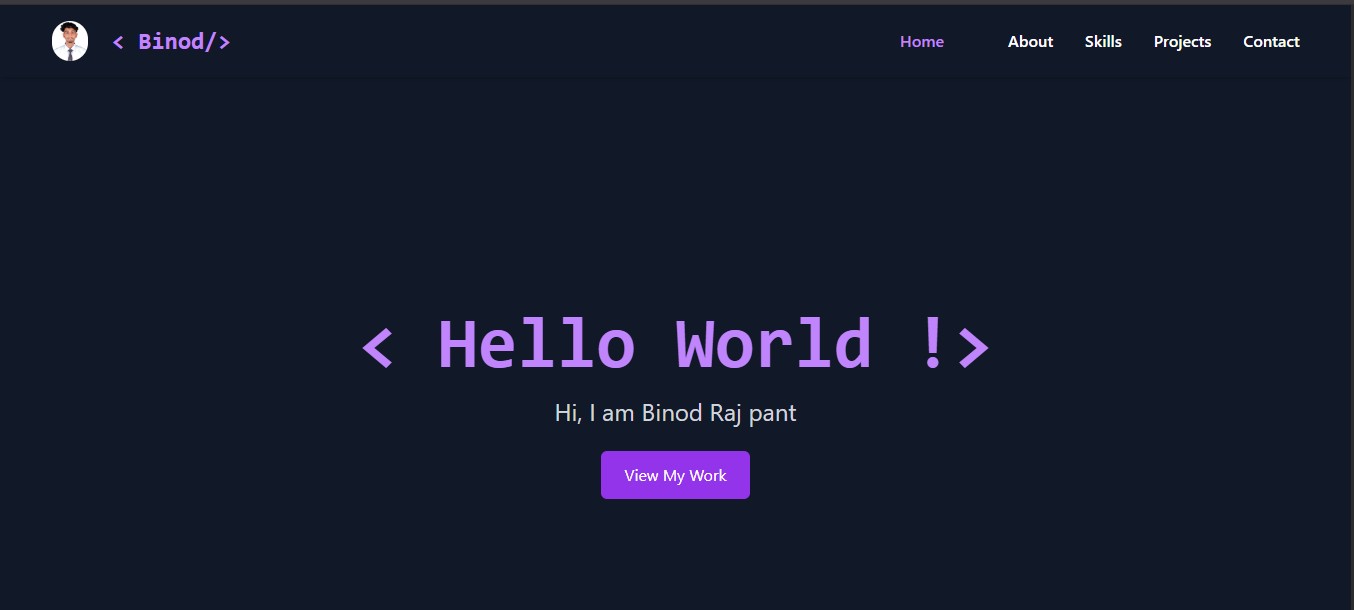 < Binod/>
Home About Skills Projects Contact
< Hello World !>
Hi, I am Binod Raj pant
View My Work